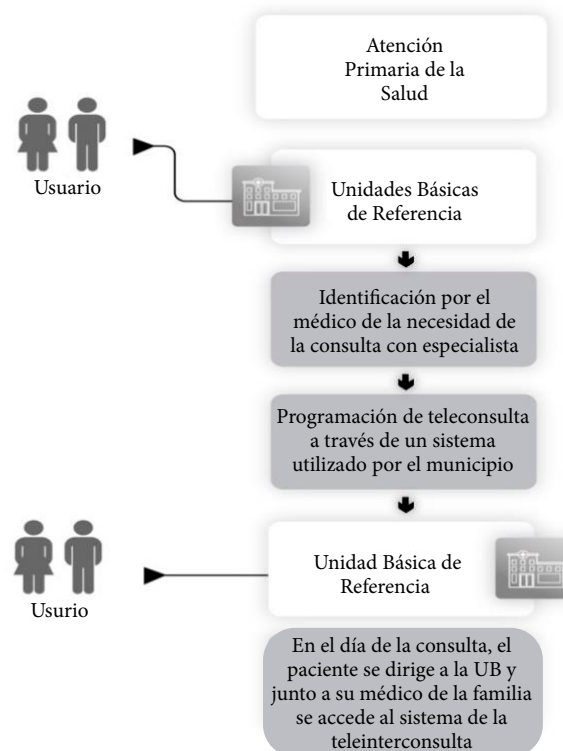 Atención
Primaria de la
Salud
Usuario
Unidades Básicas
de Referencia
Identificación por el
médico de la necesidad de
la consulta con especialista
Programación de teleconsulta
a través de un sistema
utilizado por el municipio
Usurio
Unidad Básica de
Referencia
En el día de la consulta, el
paciente se dirige a la UB y
junto a su médico de la familia
se accede al sistema de la
teleinterconsulta